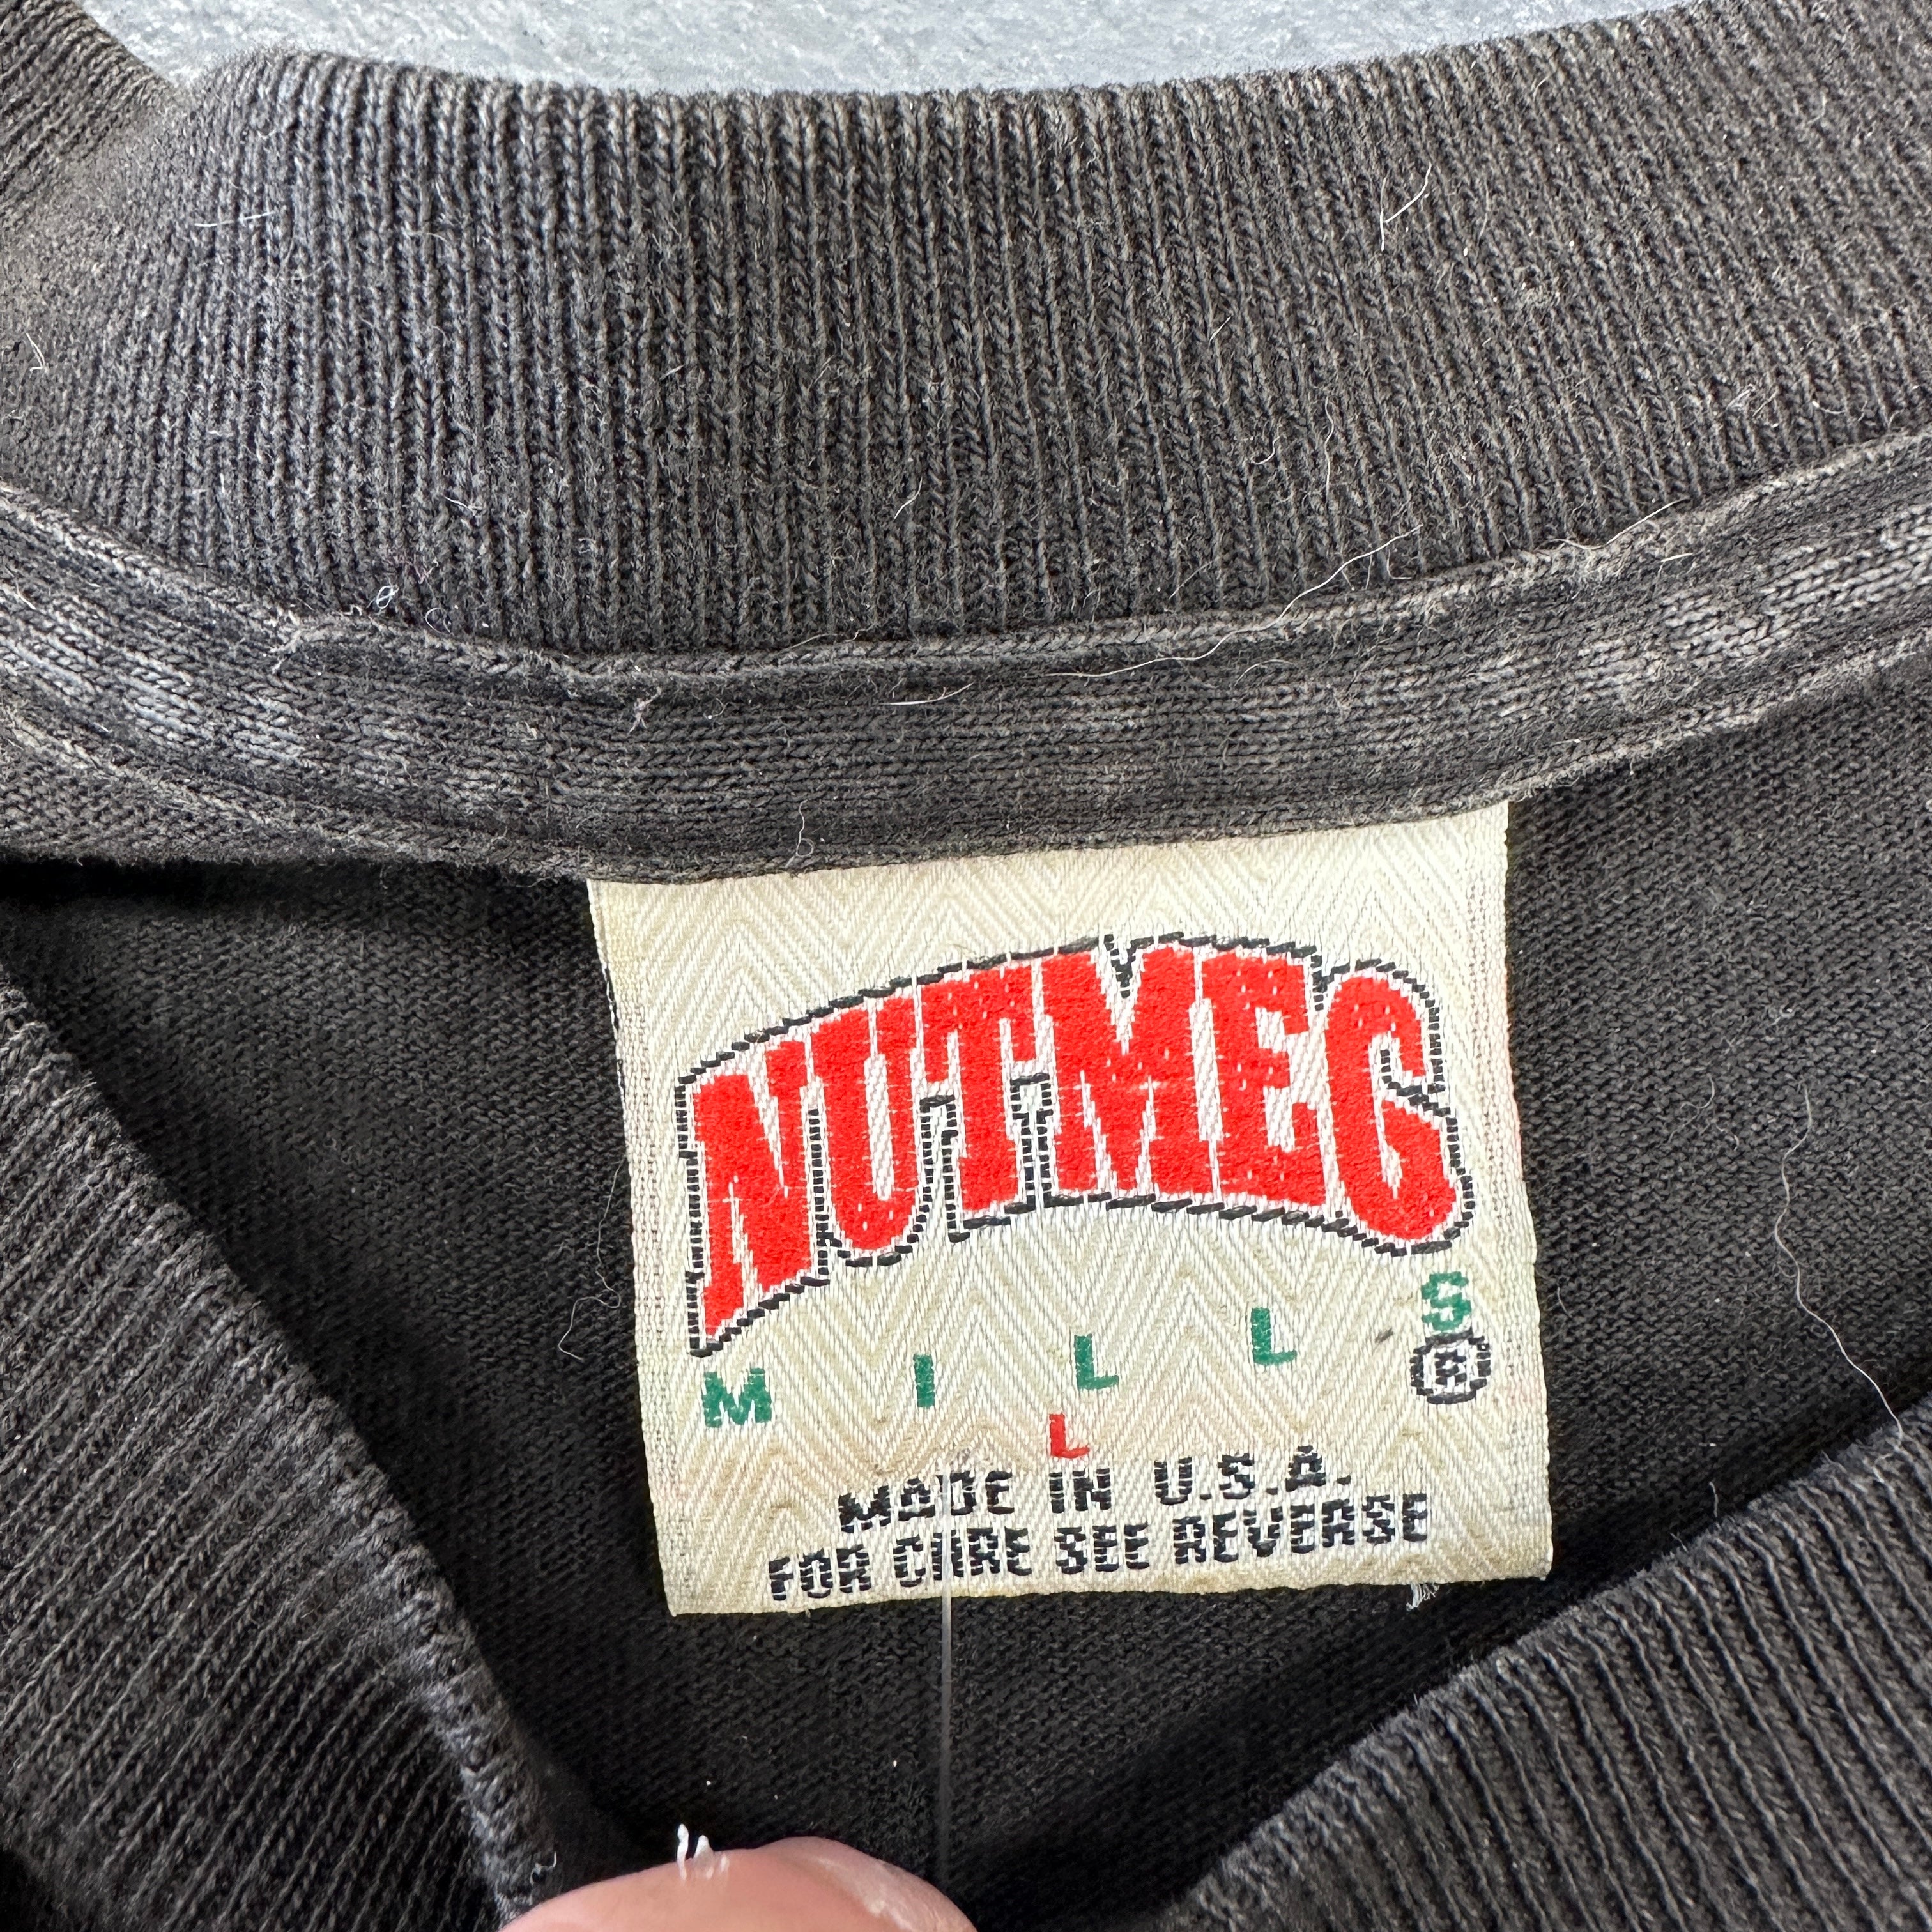 NUTMEG
MILLS®
L
MADE IN U.S.A.
FOR CARE SEE REVERSE